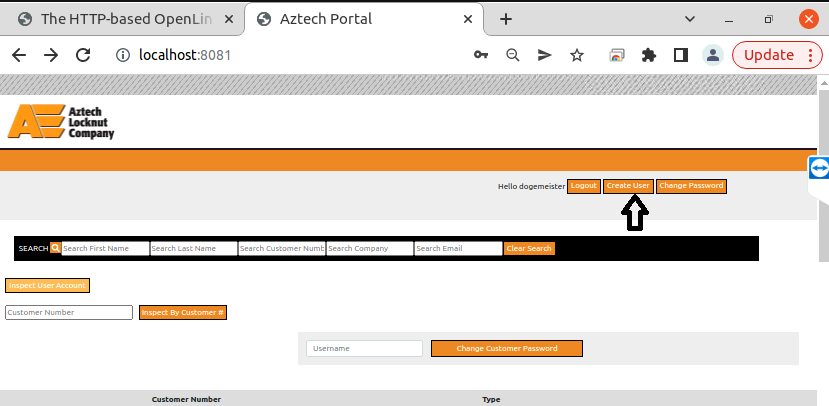 The HTTP-based OpenLin
Aztech Portal
localhost:8081
Update
AE Aztech
Locknut
Company
Hello dogemeister Logout Create User Change Password
SEARCH Search First Name Search Last Name Search Customer Numb Search Company Search Email Clear Search
Inspect User Account
Customer Number Inspect By Customer #
Username Change Customer Password
Customer Number Type